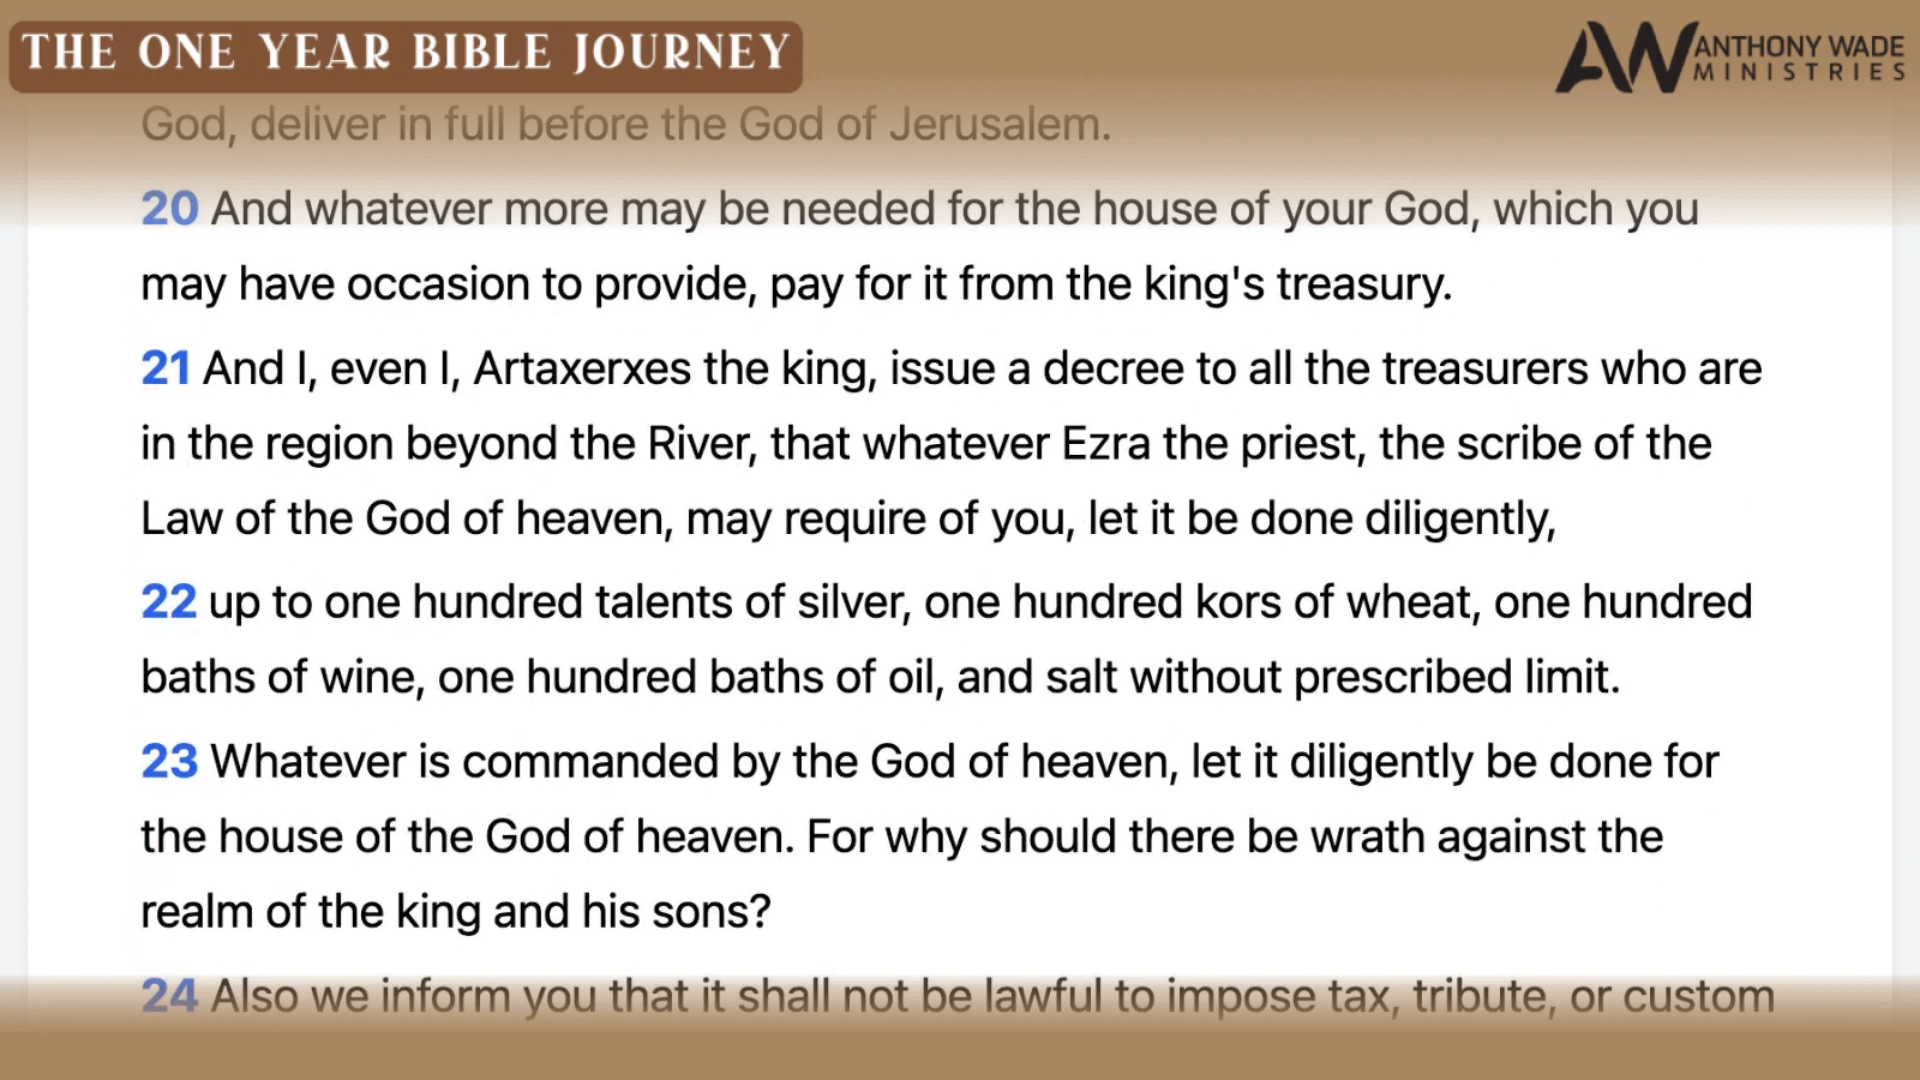 THE ONE YEAR BIBLE JOURNEY
ANTHONY WADE
MINISTRIES
God, deliver in full before the God of Jerusalem.
20 And whatever more may be needed for the house of your God, which you
may have occasion to provide, pay for it from the king's treasury.
21 And I, even I, Artaxerxes the king, issue a decree to all the treasurers who are
in the region beyond the River, that whatever Ezra the priest, the scribe of the
Law of the God of heaven, may require of you, let it be done diligently,
22 up to one hundred talents of silver, one hundred kors of wheat, one hundred
baths of wine, one hundred baths of oil, and salt without prescribed limit.
23 Whatever is commanded by the God of heaven, let it diligently be done for
the house of the God of heaven. For why should there be wrath against the
realm of the king and his sons?
24 Also we inform you that it shall not be lawful to impose tax, tribute, or custom